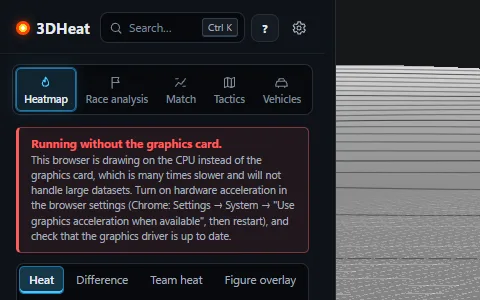 3DHeat
Search...
Ctrl K
?
Heatmap
Race analysis
Match
Tactics
Vehicles
Running without the graphics card.
This browser is drawing on the CPU instead of the
graphics card, which is many times slower and will not
handle large datasets. Turn on hardware acceleration in
the browser settings (Chrome: Settings → System → "Use
graphics acceleration when available", then restart), and
check that the graphics driver is up to date.
Heat
Difference
Team heat
Figure overlay